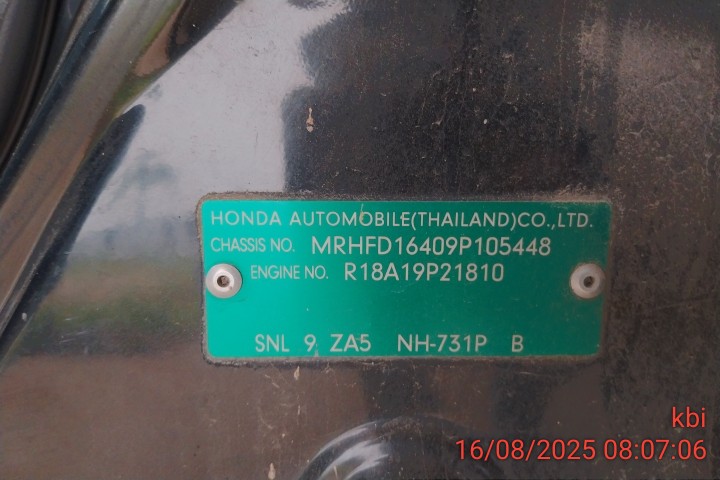 HONDA AUTOMOBILE(THAILAND)CO.,LTD.
CHASSIS NO. MRHFD16409P105448
ENGINE NO. R18A19P21810
SNL 9 ZA5 NH-731P B
kbi
16/08/2025 08:07:06